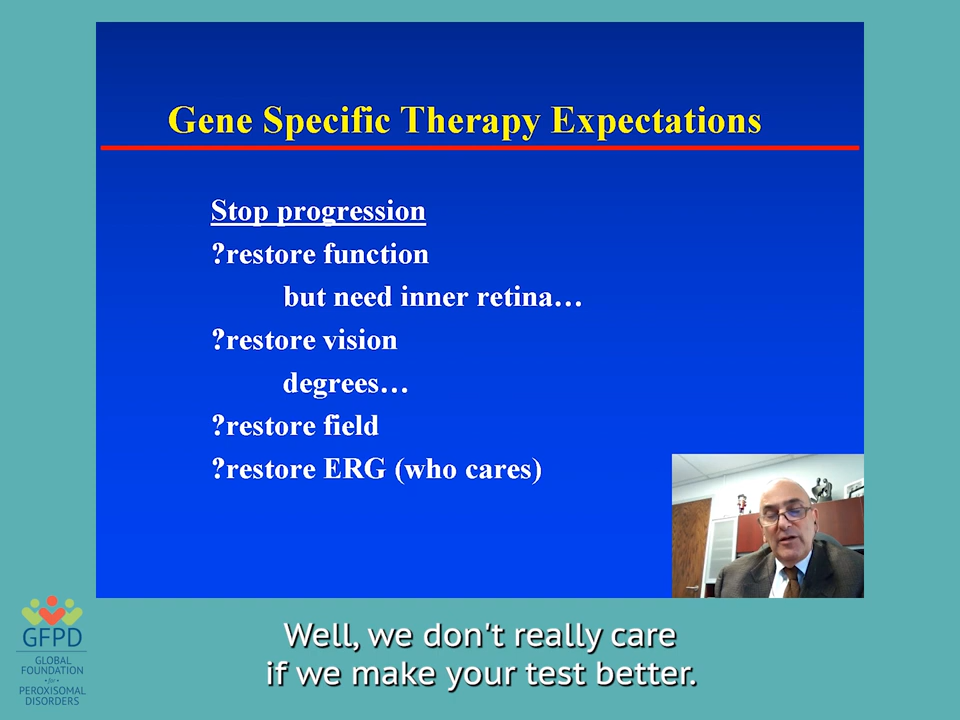 Gene Specific Therapy Expectations
Stop progression
?restore function
but need inner retina…
?restore vision
degrees…
?restore field
?restore ERG (who cares)
GFPD
GLOBAL
FOUNDATION
for
PEROXISOMAL
DISORDERS
Well, we don't really care
if we make your test better.